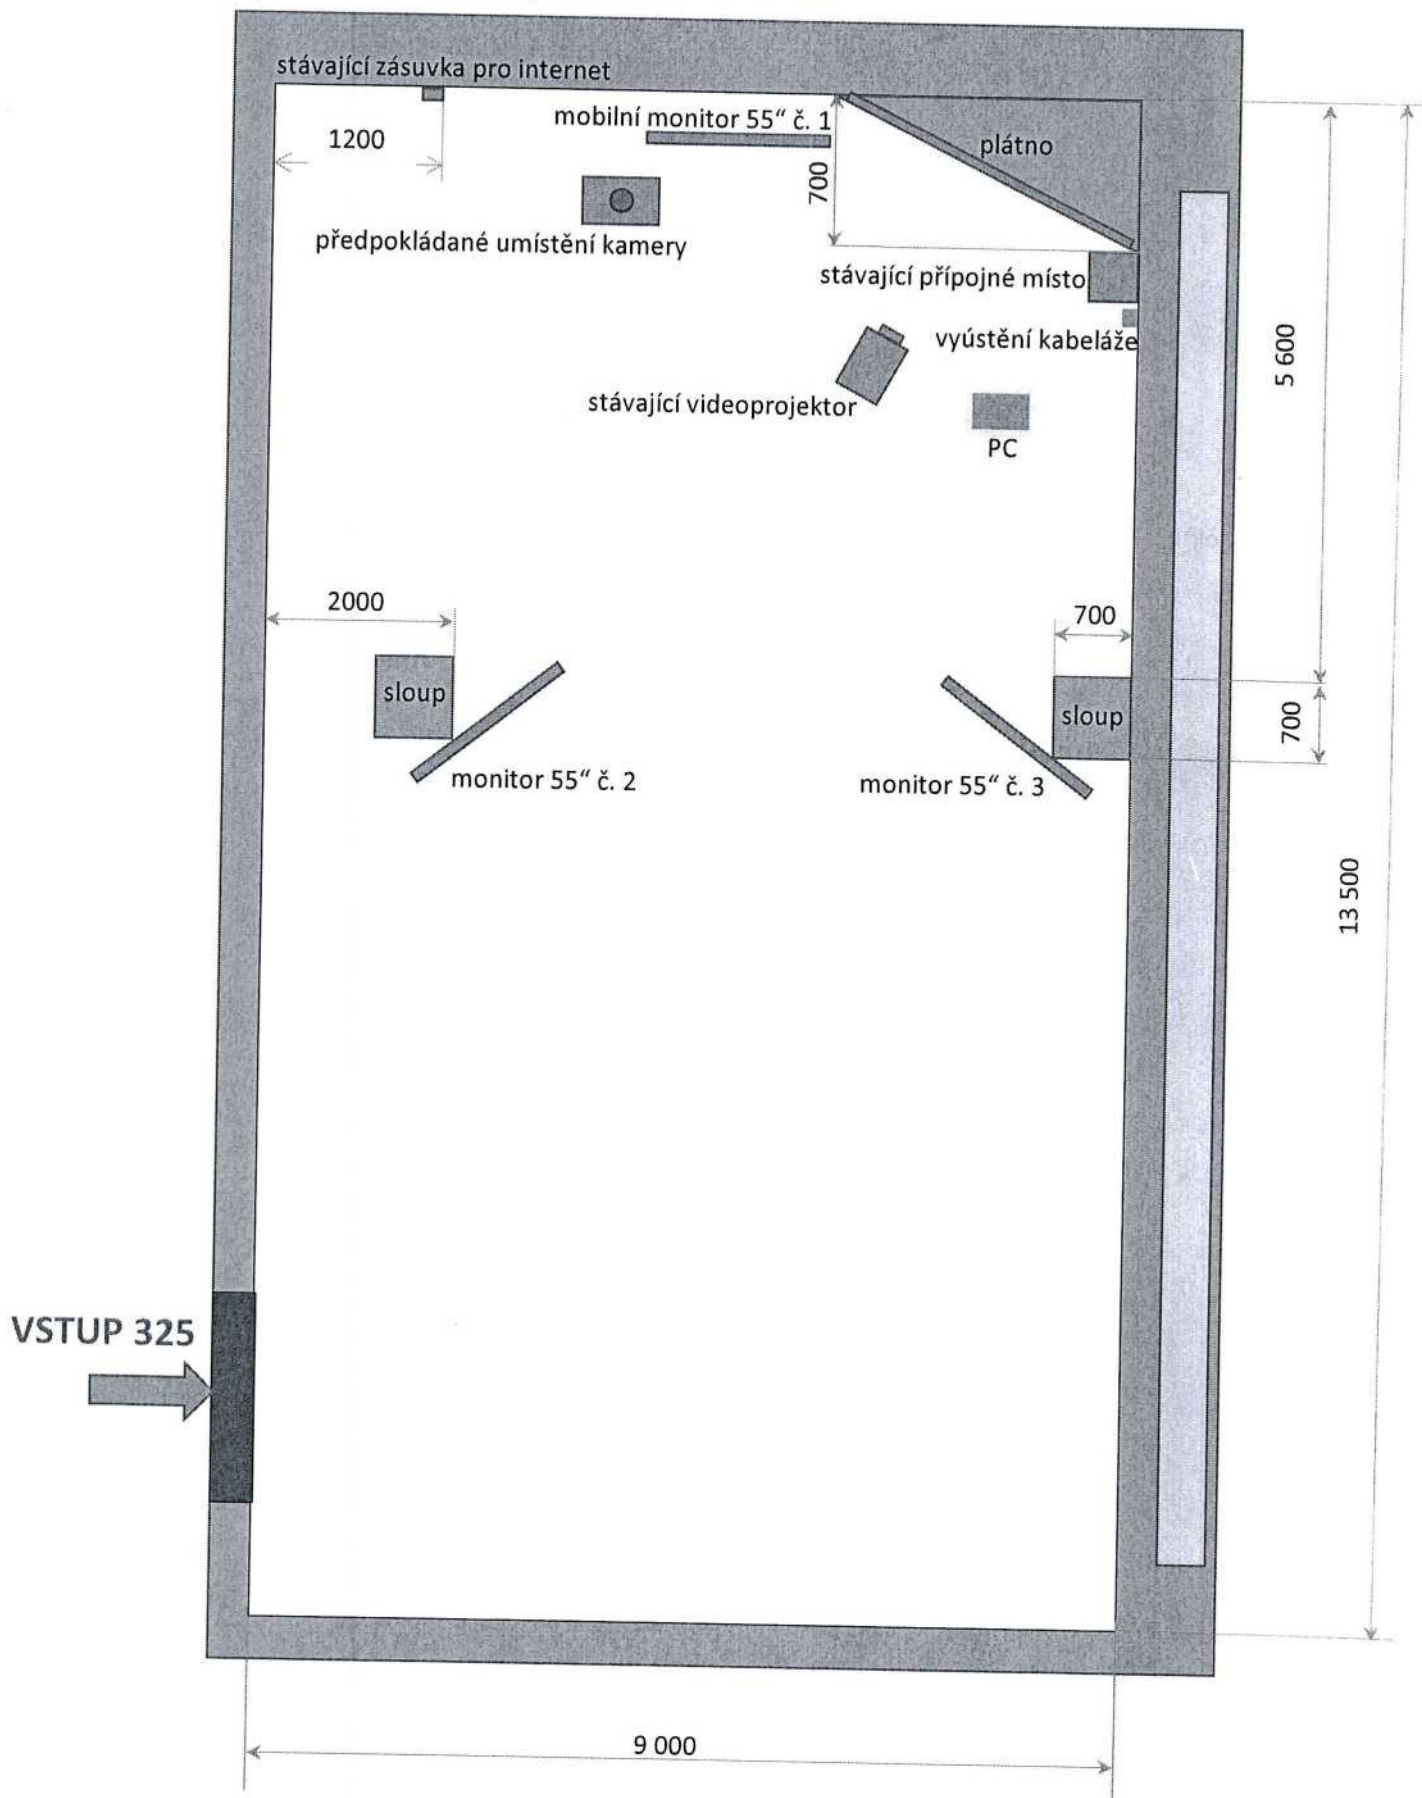 stávající zásuvka pro internet
mobilní monitor 55“ č. 1
1200
plátno
700
předpokládané umístění kamery
stávající přípojné místo
vyústění kabeláže
5 600
stávající videoprojektor
PC
2000
700
sloup
sloup
700
monitor 55“ č. 2
monitor 55“ č. 3
13 500
VSTUP 325
9 000